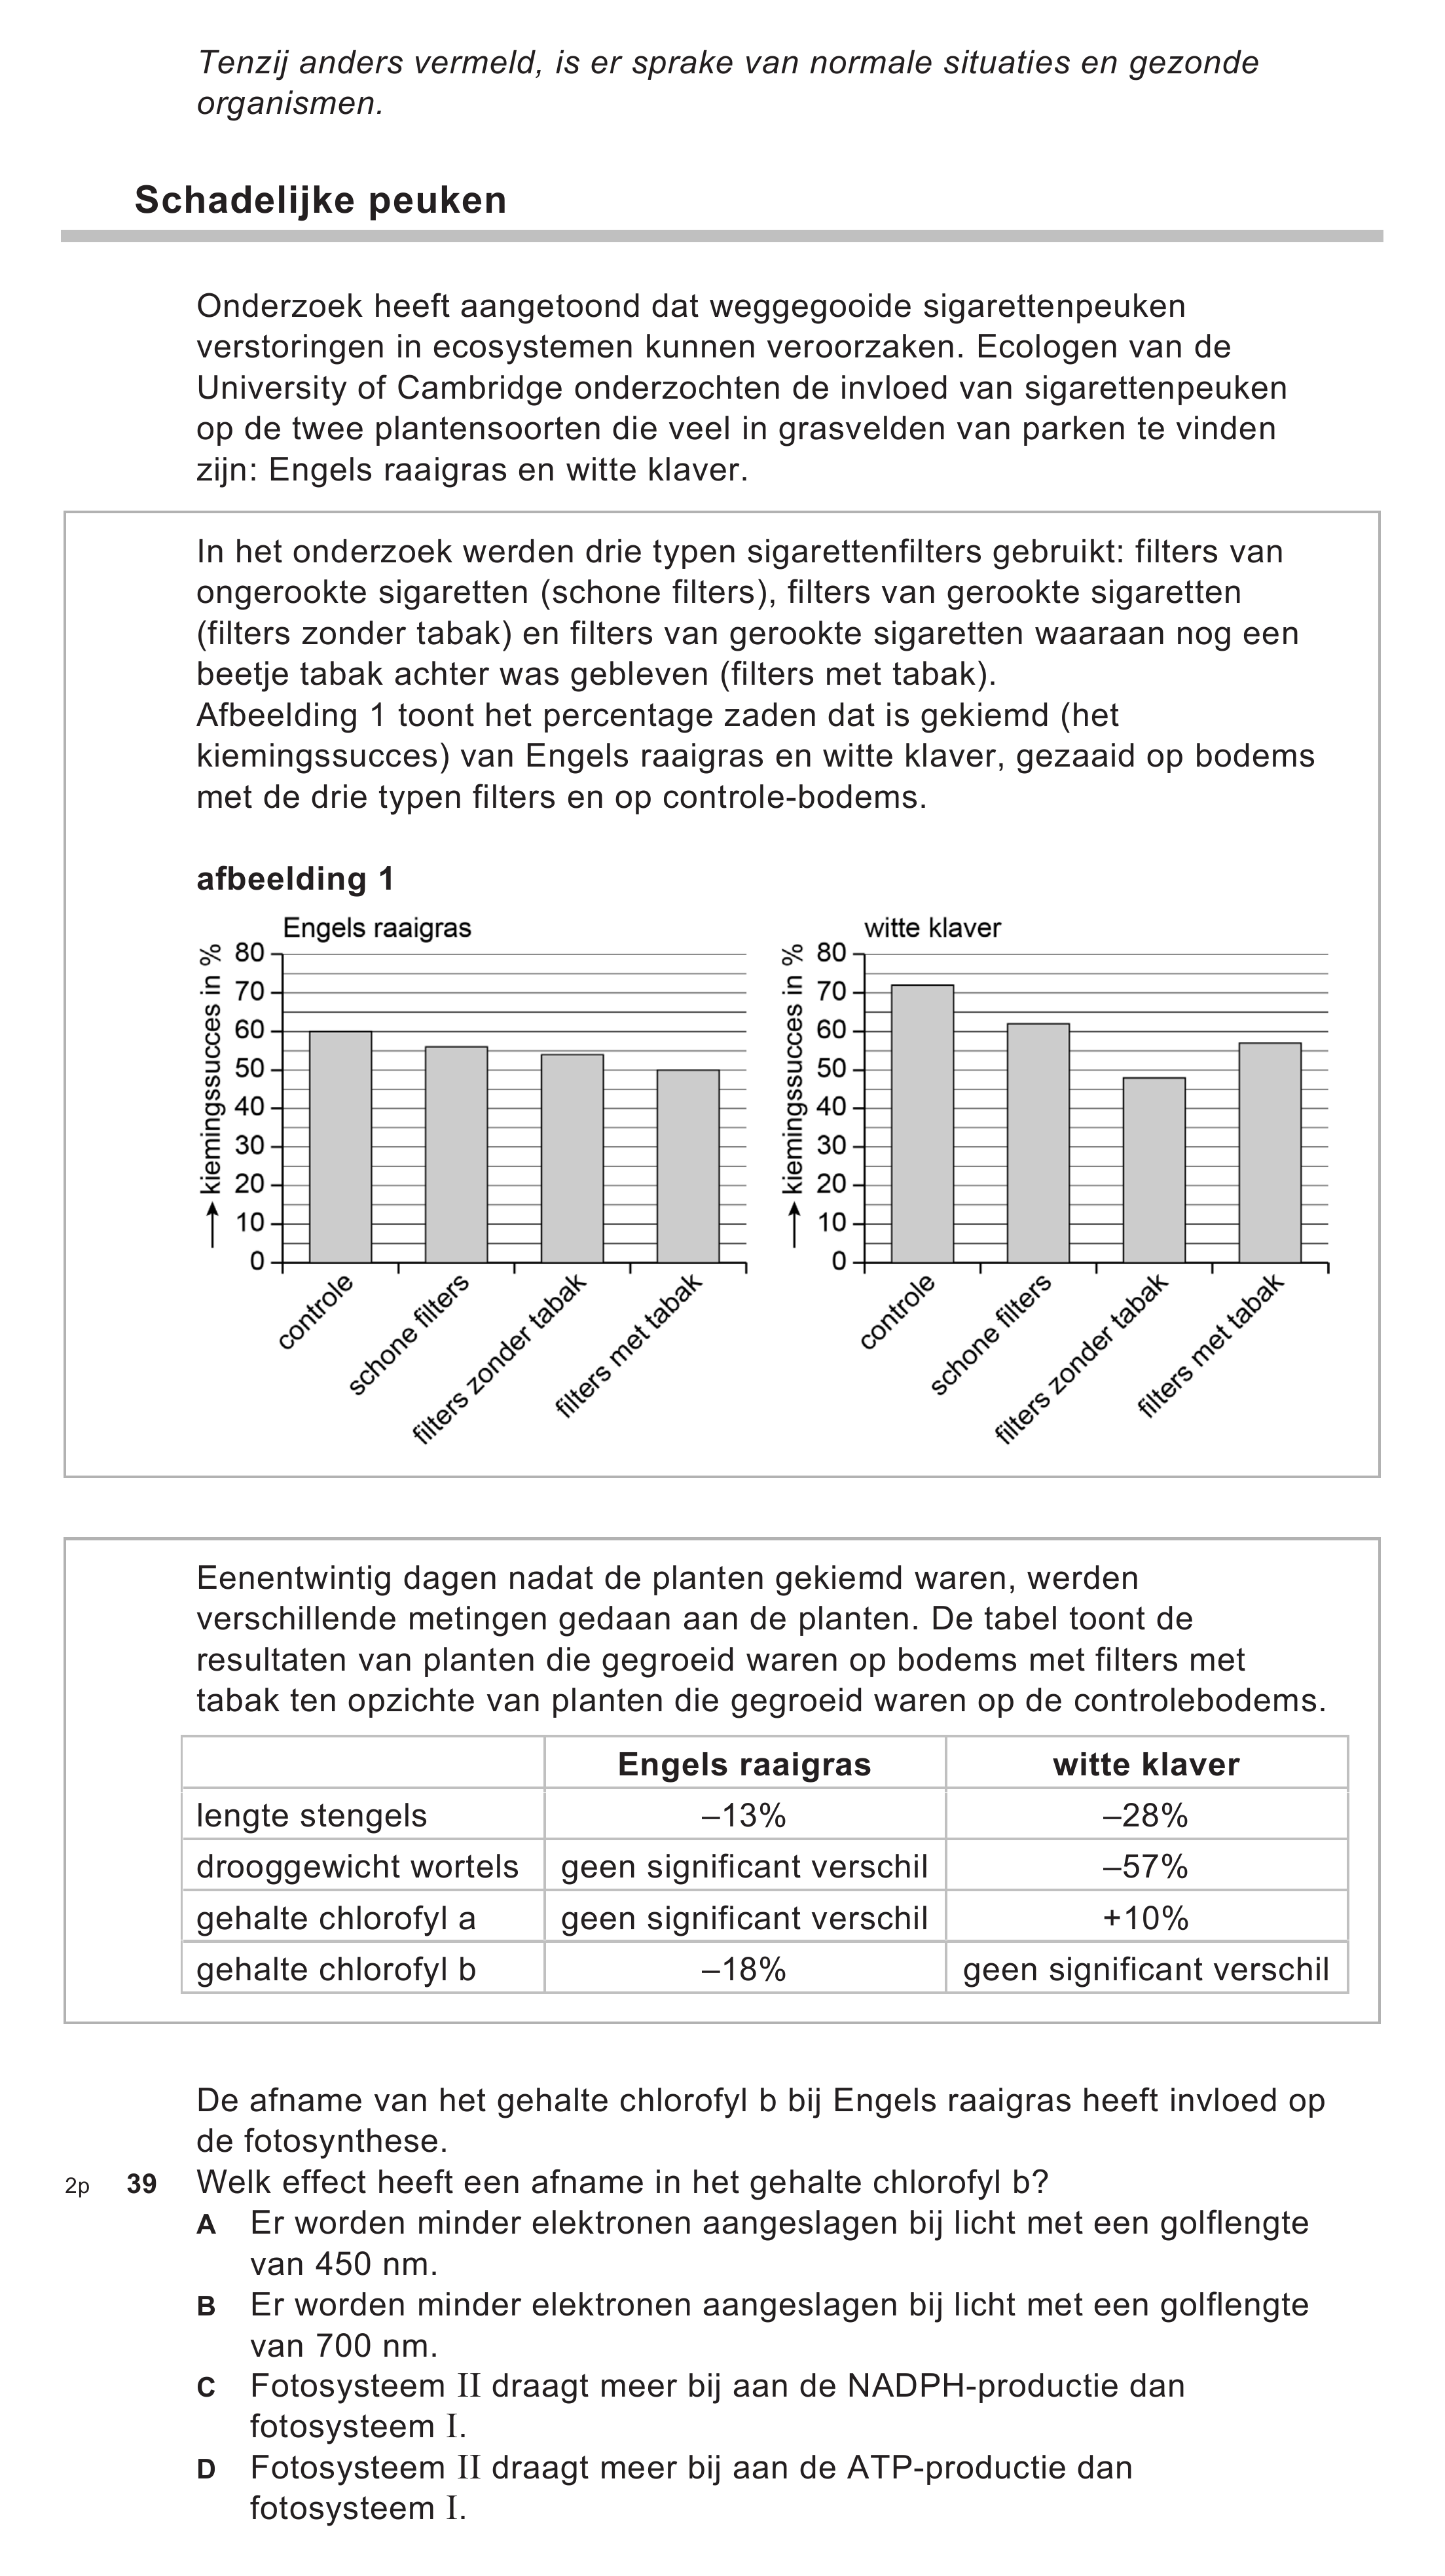 Tenzij anders vermeld, is er sprake van normale situaties en gezonde
organismen.
Schadelijke peuken
Onderzoek heeft aangetoond dat weggegooide sigarettenpeuken
verstoringen in ecosystemen kunnen veroorzaken. Ecologen van de
University of Cambridge onderzochten de invloed van sigarettenpeuken
op de twee plantensoorten die veel in grasvelden van parken te vinden
zijn: Engels raaigras en witte klaver.
In het onderzoek werden drie typen sigarettenfilters gebruikt: filters van
ongerookte sigaretten (schone filters), filters van gerookte sigaretten
(filters zonder tabak) en filters van gerookte sigaretten waaraan nog een
beetje tabak achter was gebleven (filters met tabak).
Afbeelding 1 toont het percentage zaden dat is gekiemd (het
kiemingssucces) van Engels raaigras en witte klaver, gezaaid op bodems
met de drie typen filters en op controle-bodems.
afbeelding 1
Engels raaigras
kiemingssucces in %
80
70
60
50
40
30
20
10
0
controle
schone filters
filters zonder tabak
filters met tabak
witte klaver
kiemingssucces in %
80
70
60
50
40
30
20
10
0
controle
schone filters
filters zonder tabak
filters met tabak
Eenentwintig dagen nadat de planten gekiemd waren, werden
verschillende metingen gedaan aan de planten. De tabel toont de
resultaten van planten die gegroeid waren op bodems met filters met
tabak ten opzichte van planten die gegroeid waren op de controlebodems.
Engels raaigras witte klaver
lengte stengels –13% –28%
drooggewicht wortels geen significant verschil –57%
gehalte chlorofyl a geen significant verschil +10%
gehalte chlorofyl b –18% geen significant verschil
De afname van het gehalte chlorofyl b bij Engels raaigras heeft invloed op
de fotosynthese.
2p 39 Welk effect heeft een afname in het gehalte chlorofyl b?
A Er worden minder elektronen aangeslagen bij licht met een golflengte
van 450 nm.
B Er worden minder elektronen aangeslagen bij licht met een golflengte
van 700 nm.
C Fotosysteem II draagt meer bij aan de NADPH-productie dan
fotosysteem I.
D Fotosysteem II draagt meer bij aan de ATP-productie dan
fotosysteem I.